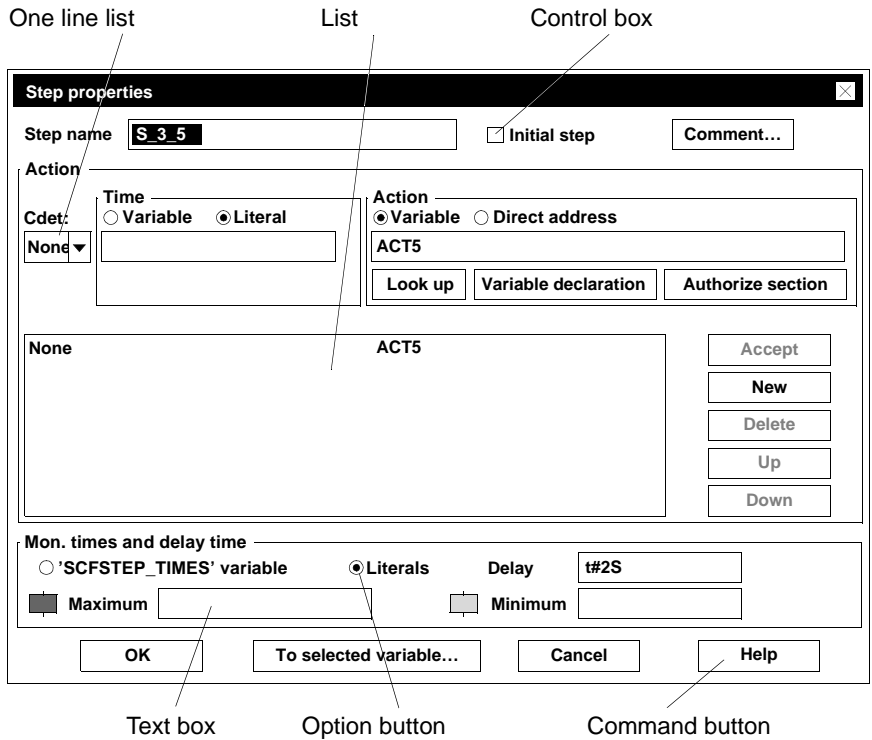 One line list List Control box
Step properties
Step name S_3_5 Initial step Comment...
Action
Time Action
Cdet: Variable Literal Variable Direct address
None ACT5
Look up Variable declaration Authorize section
None ACT5
Accept
New
Delete
Up
Down
Mon. times and delay time
'SCFSTEP_TIMES' variable Literals Delay t#2S
Maximum Minimum
OK To selected variable... Cancel Help
Text box Option button Command button